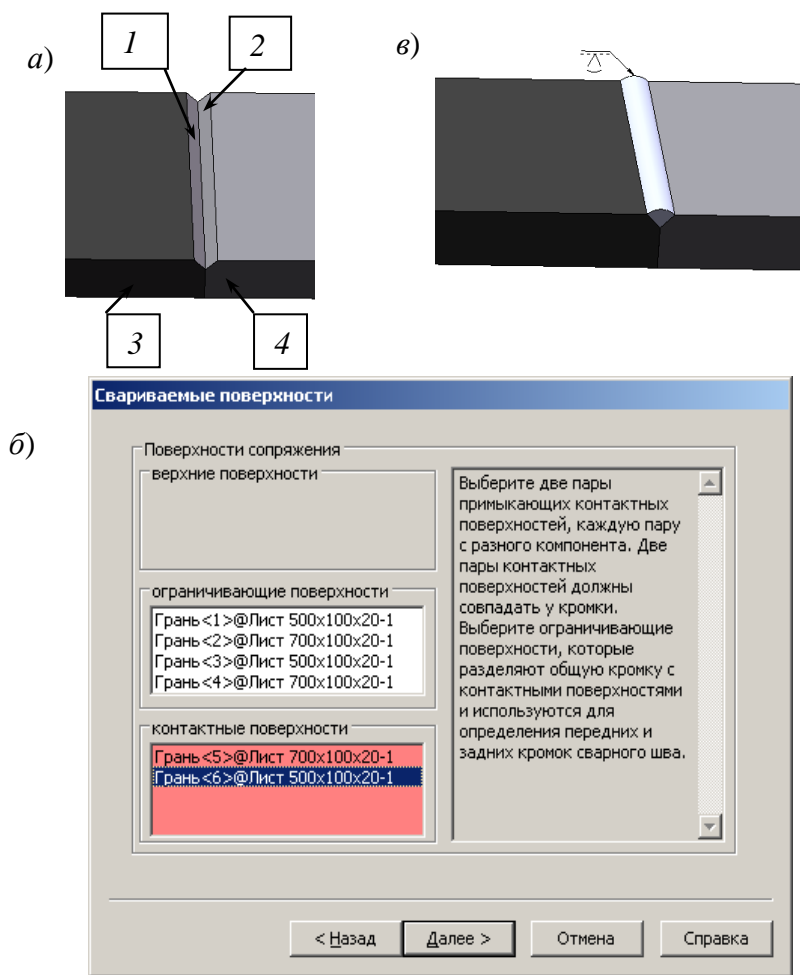 а)
1
2
в)
3
4
б)
Свариваемые поверхности
Поверхности сопряжения
верхние поверхности
ограничивающие поверхности
Грань<1>@Лист 500x100x20-1
Грань<2>@Лист 700x100x20-1
Грань<3>@Лист 500x100x20-1
Грань<4>@Лист 700x100x20-1
контактные поверхности
Грань<5>@Лист 700x100x20-1
Грань<6>@Лист 500x100x20-1
Выберите две пары
примыкающих контактных
поверхностей, каждую пару
с разного компонента. Две
пары контактных
поверхностей должны
совпадать у кромки.
Выберите ограничивающие
поверхности, которые
разделяют общую кромку с
контактными поверхностями
и используются для
определения передних и
задних кромок сварного шва.
< Назад
Далее >
Отмена
Справка